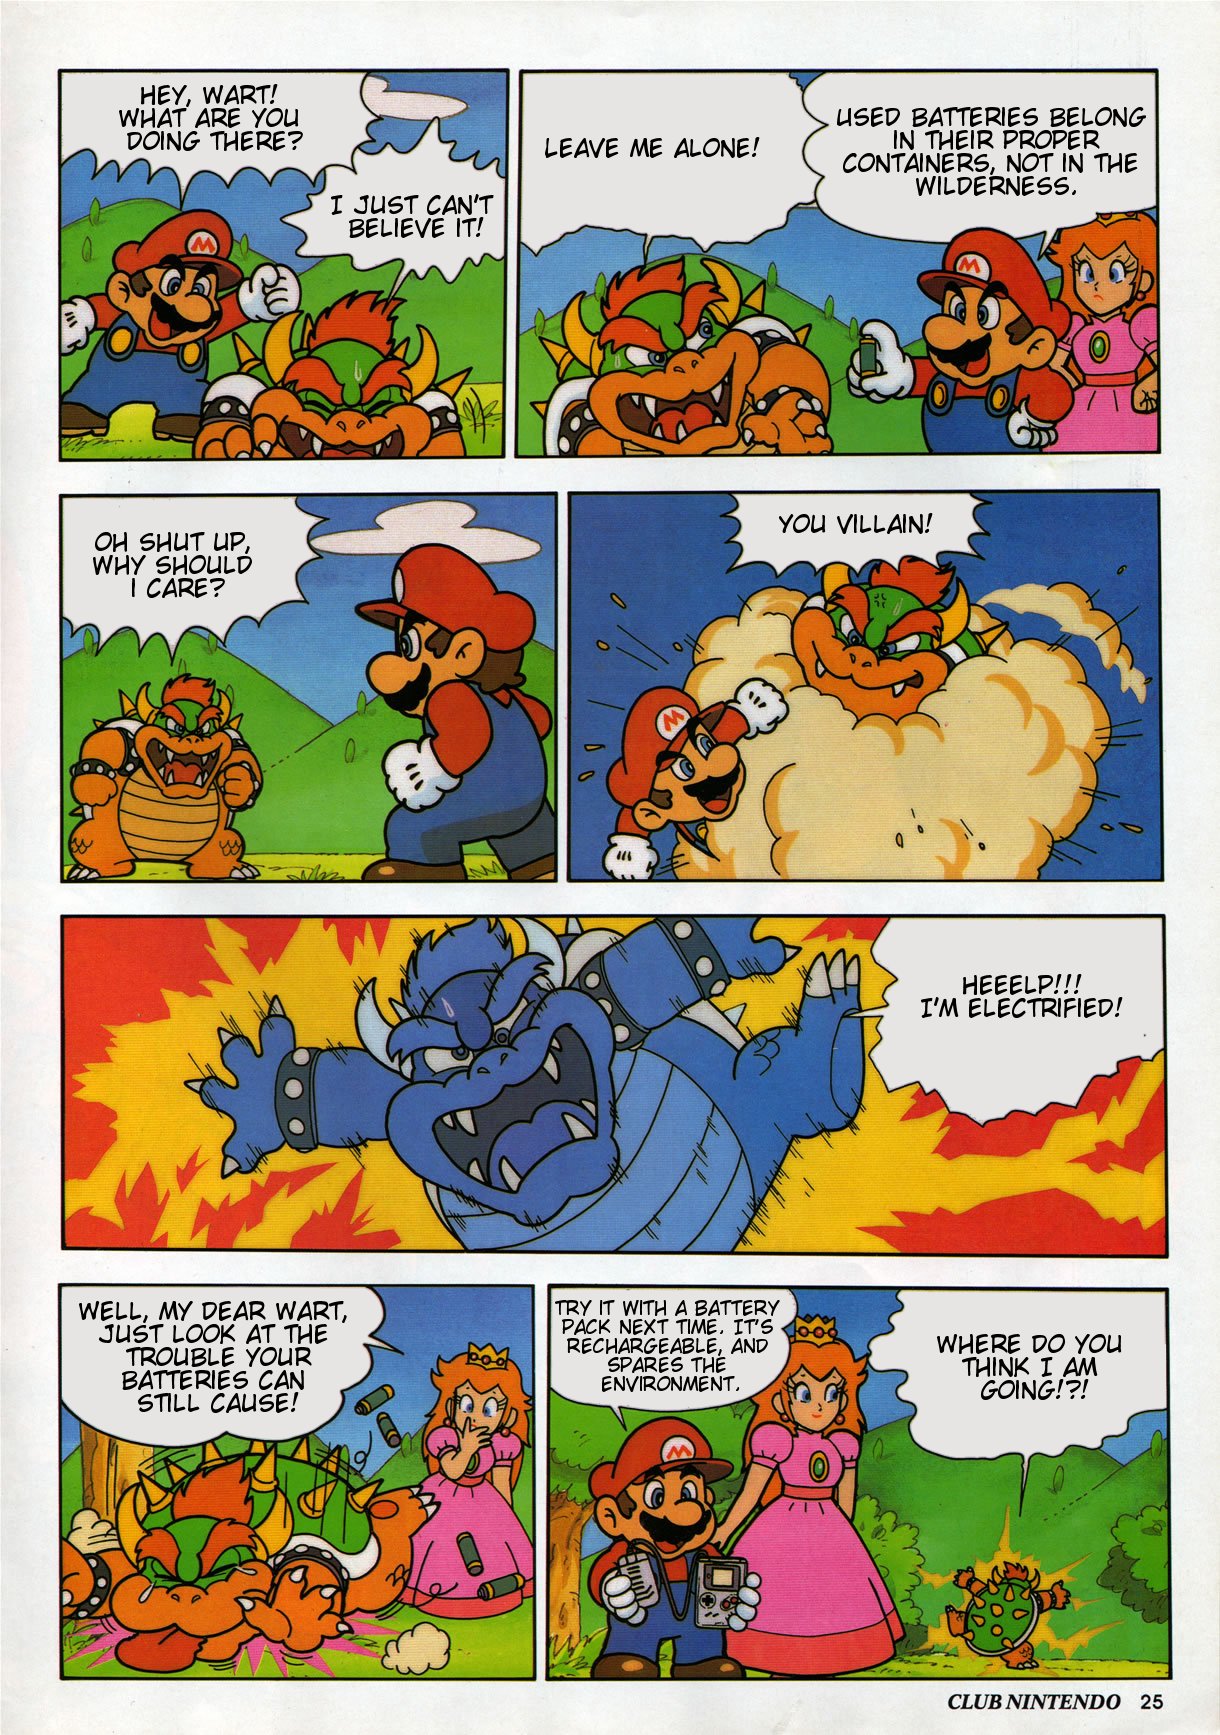 HEY, WART!
WHAT ARE YOU
DOING THERE?
I JUST CAN'T
BELIEVE IT!
LEAVE ME ALONE!
USED BATTERIES BELONG
IN THEIR PROPER
CONTAINERS, NOT IN THE
WILDERNESS.
M
M
OH SHUT UP,
WHY SHOULD
I CARE?
YOU VILLAIN!
M
HEEELP!!!
I'M ELECTRIFIED!
WELL, MY DEAR WART,
JUST LOOK AT THE
TROUBLE YOUR
BATTERIES CAN
STILL CAUSE!
TRY IT WITH A BATTERY
PACK NEXT TIME. IT'S
RECHARGEABLE, AND
SPARES THE
ENVIRONMENT.
WHERE DO YOU
THINK I AM
GOING!?!
M
CLUB NINTENDO 25